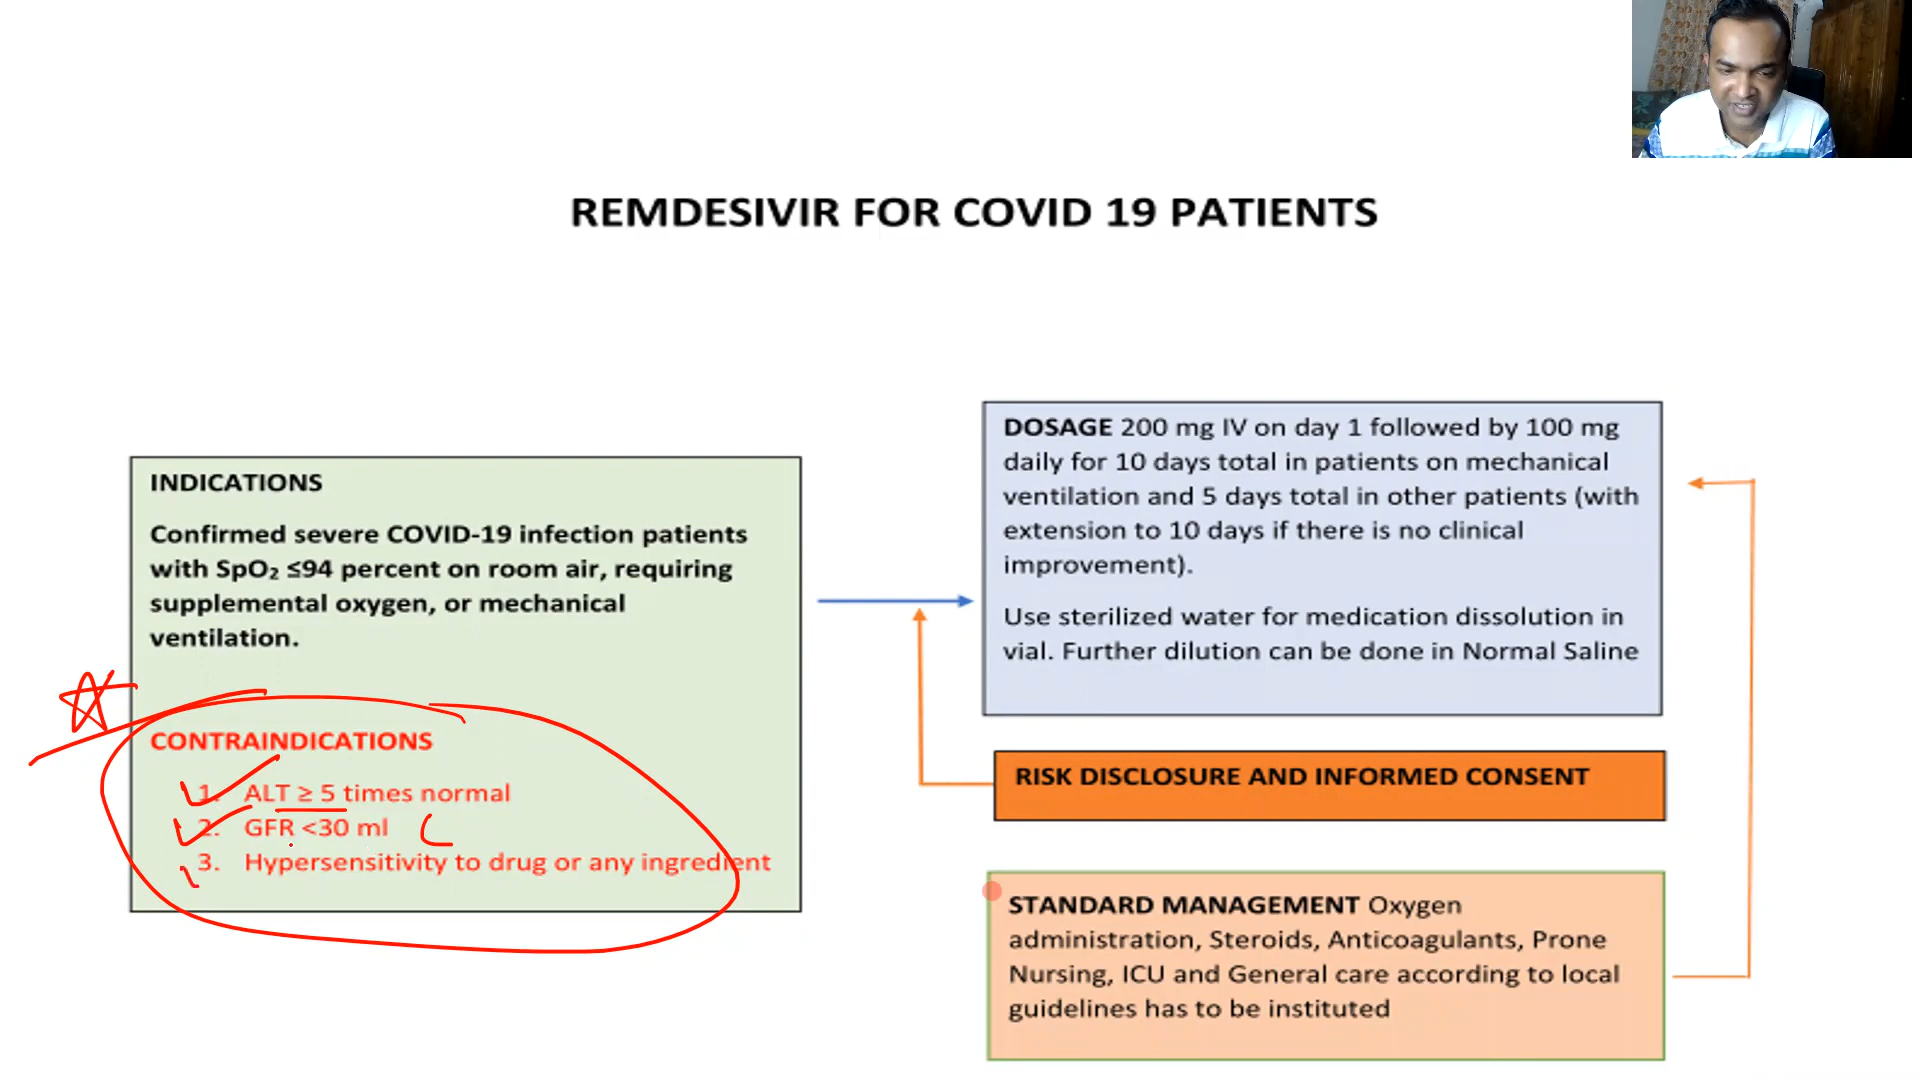 REMDESIVIR FOR COVID 19 PATIENTS
INDICATIONS
Confirmed severe COVID-19 infection patients
with SpO₂ ≤94 percent on room air, requiring
supplemental oxygen, or mechanical
ventilation.
CONTRAINDICATIONS
1. ALT ≥ 5 times normal
2. GFR <30 ml
3. Hypersensitivity to drug or any ingredient
DOSAGE 200 mg IV on day 1 followed by 100 mg
daily for 10 days total in patients on mechanical
ventilation and 5 days total in other patients (with
extension to 10 days if there is no clinical
improvement).
Use sterilized water for medication dissolution in
vial. Further dilution can be done in Normal Saline
RISK DISCLOSURE AND INFORMED CONSENT
STANDARD MANAGEMENT Oxygen
administration, Steroids, Anticoagulants, Prone
Nursing, ICU and General care according to local
guidelines has to be instituted